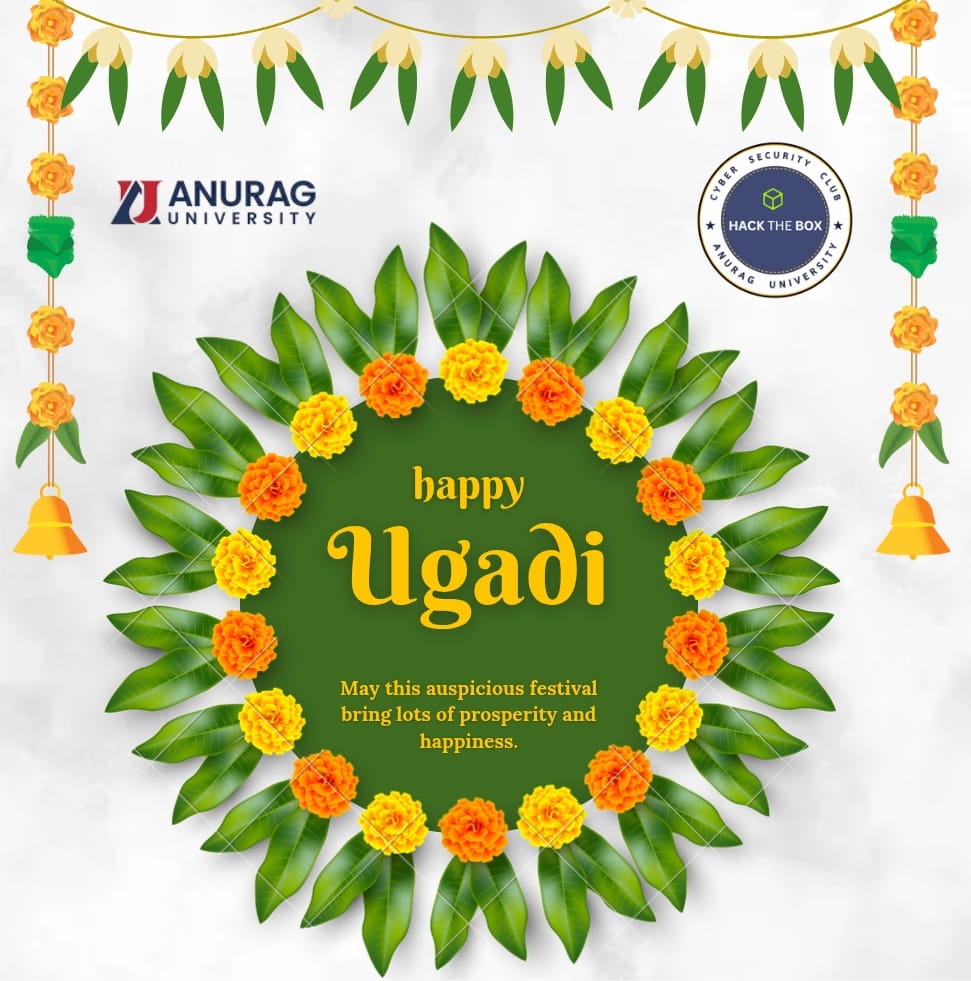 ANURAG
UNIVERSITY
CYBER SECURITY CLUB
HACK THE BOX
ANURAG UNIVERSITY
happy
Ugadi
May this auspicious festival
bring lots of prosperity and
happiness.